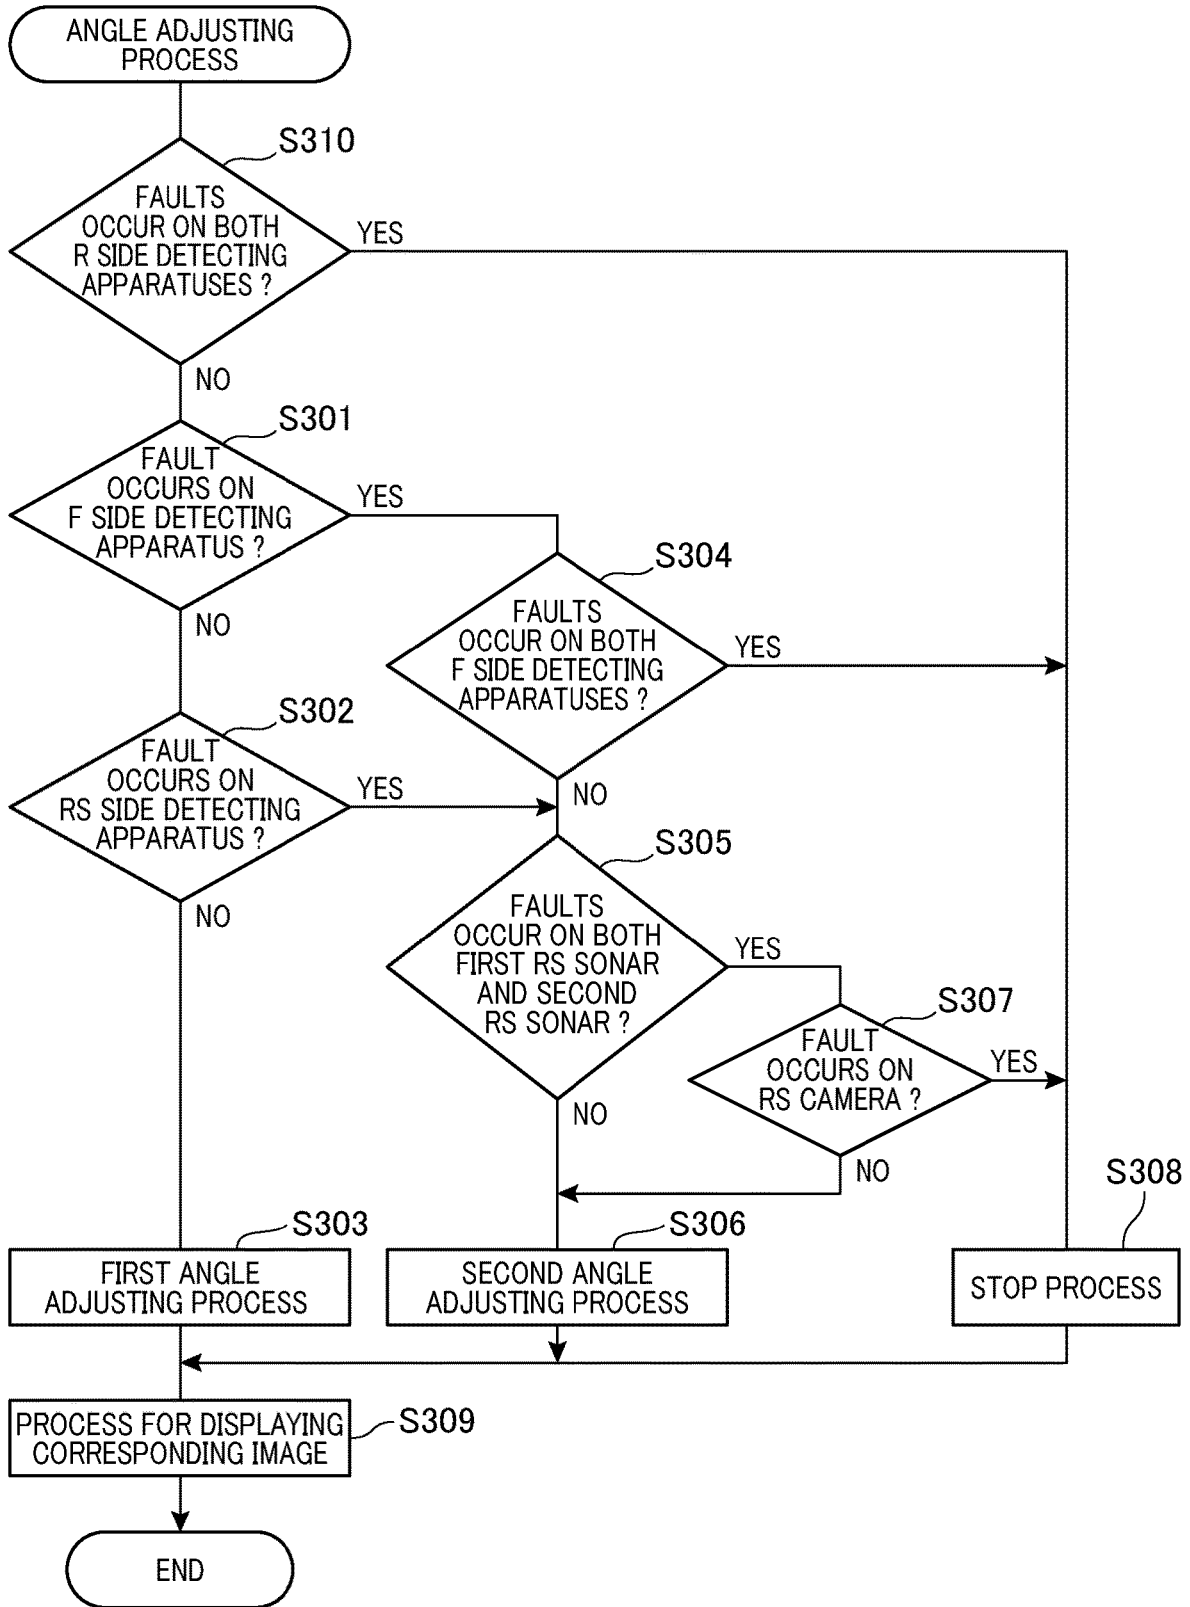 ANGLE ADJUSTING
PROCESS
S310
FAULTS
OCCUR ON BOTH
R SIDE DETECTING
APPARATUSES ?
YES
NO
S301
FAULT
OCCURS ON
F SIDE DETECTING
APPARATUS ?
YES
NO
S304
FAULTS
OCCUR ON BOTH
F SIDE DETECTING
APPARATUSES ?
YES
NO
S302
FAULT
OCCURS ON
RS SIDE DETECTING
APPARATUS ?
YES
NO
S305
FAULTS
OCCUR ON BOTH
FIRST RS SONAR
AND SECOND
RS SONAR ?
YES
NO
S307
FAULT
OCCURS ON
RS CAMERA ?
YES
NO
S303
FIRST ANGLE
ADJUSTING PROCESS
S306
SECOND ANGLE
ADJUSTING PROCESS
S308
STOP PROCESS
PROCESS FOR DISPLAYING
CORRESPONDING IMAGE
S309
END